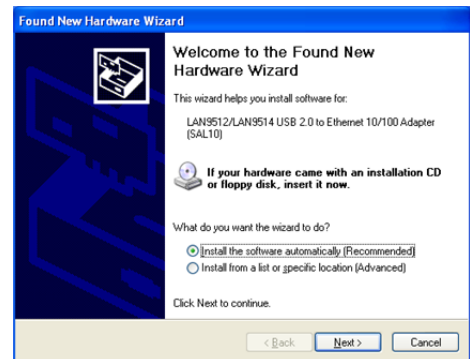 Found New Hardware Wizard
Welcome to the Found New
Hardware Wizard
This wizard helps you install software for:
LAN9512/LAN9514 USB 2.0 to Ethernet 10/100 Adapter
(SAL10)
If your hardware came with an installation CD
or floppy disk, insert it now.
What do you want the wizard to do?
Install the software automatically (Recommended)
Install from a list or specific location (Advanced)
Click Next to continue.
< Back Next > Cancel